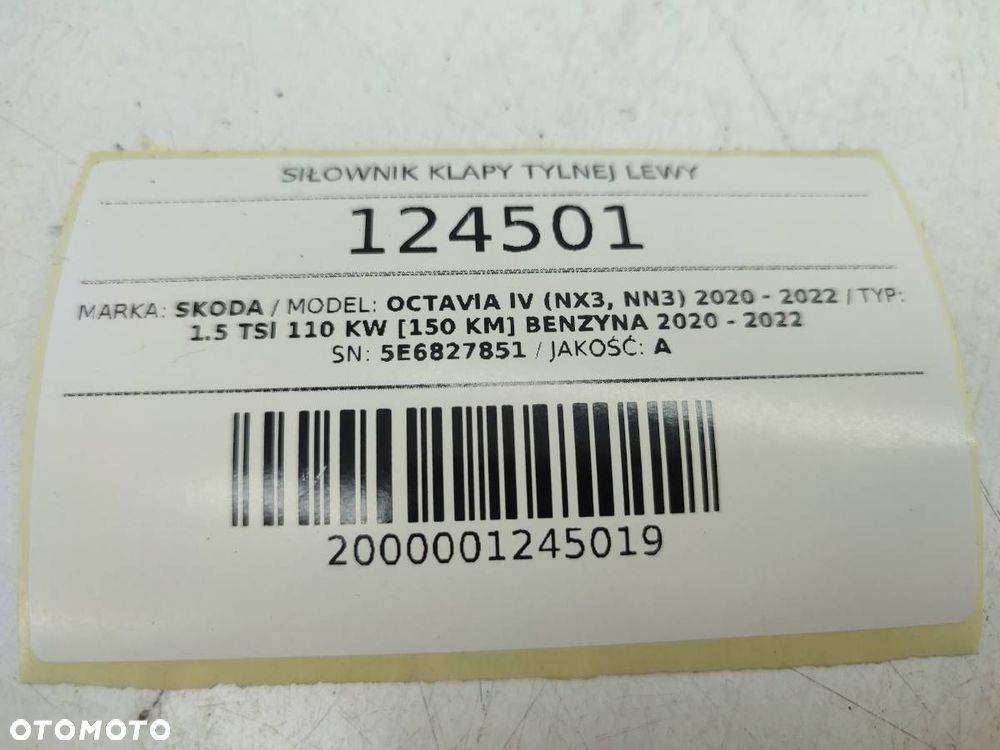 SIŁOWNIK KLAPY TYLNEJ LEWY
124501
MARKA: SKODA / MODEL: OCTAVIA IV (NX3, NN3) 2020 - 2022 / TYP:
1.5 TSI 110 KW [150 KM] BENZYNA 2020 - 2022
SN: 5E6827851 / JAKOŚĆ: A
2000001245019
OTOMOTO